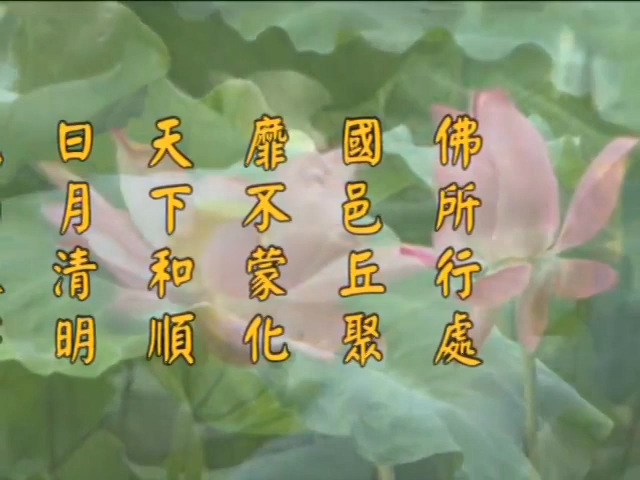 佛所行處
國邑丘聚
靡不蒙化
天下和順
日月清明